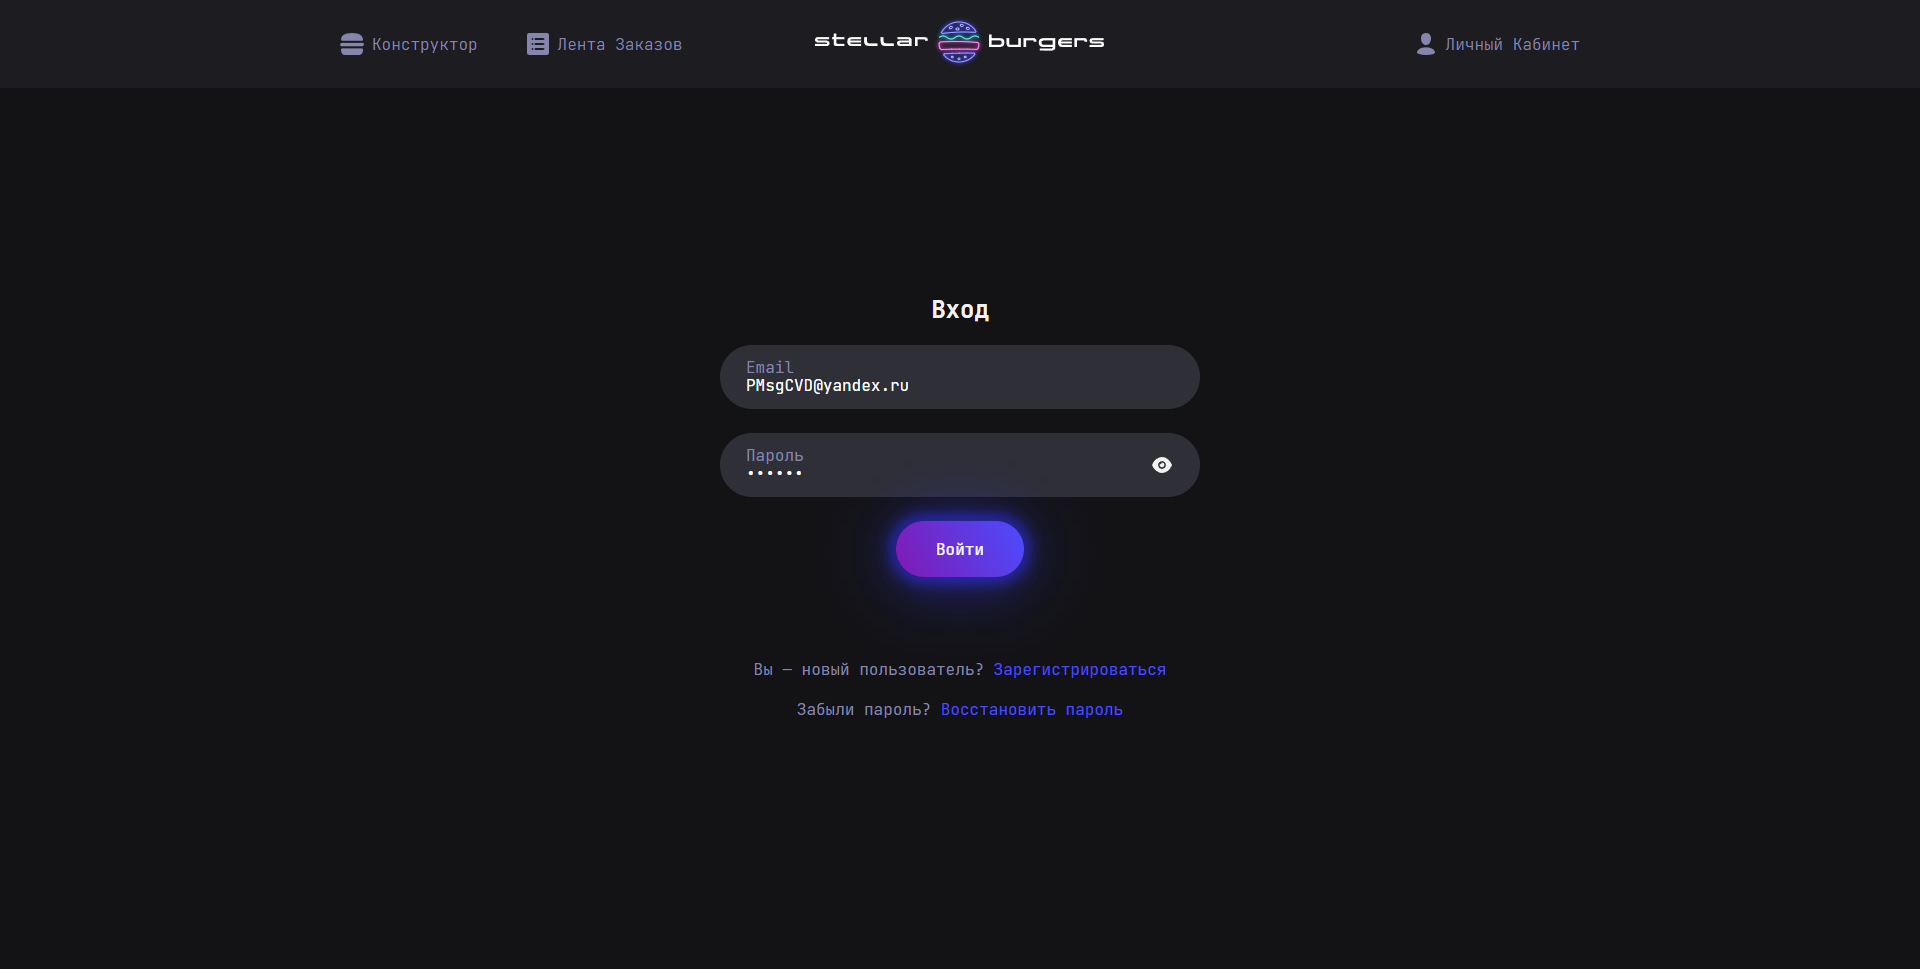 Конструктор
Лента Заказов
stellar burgers
Личный Кабинет
Вход
Email
PMsgCVD@yandex.ru
Пароль
••••••
Войти
Вы — новый пользователь? Зарегистрироваться
Забыли пароль? Восстановить пароль